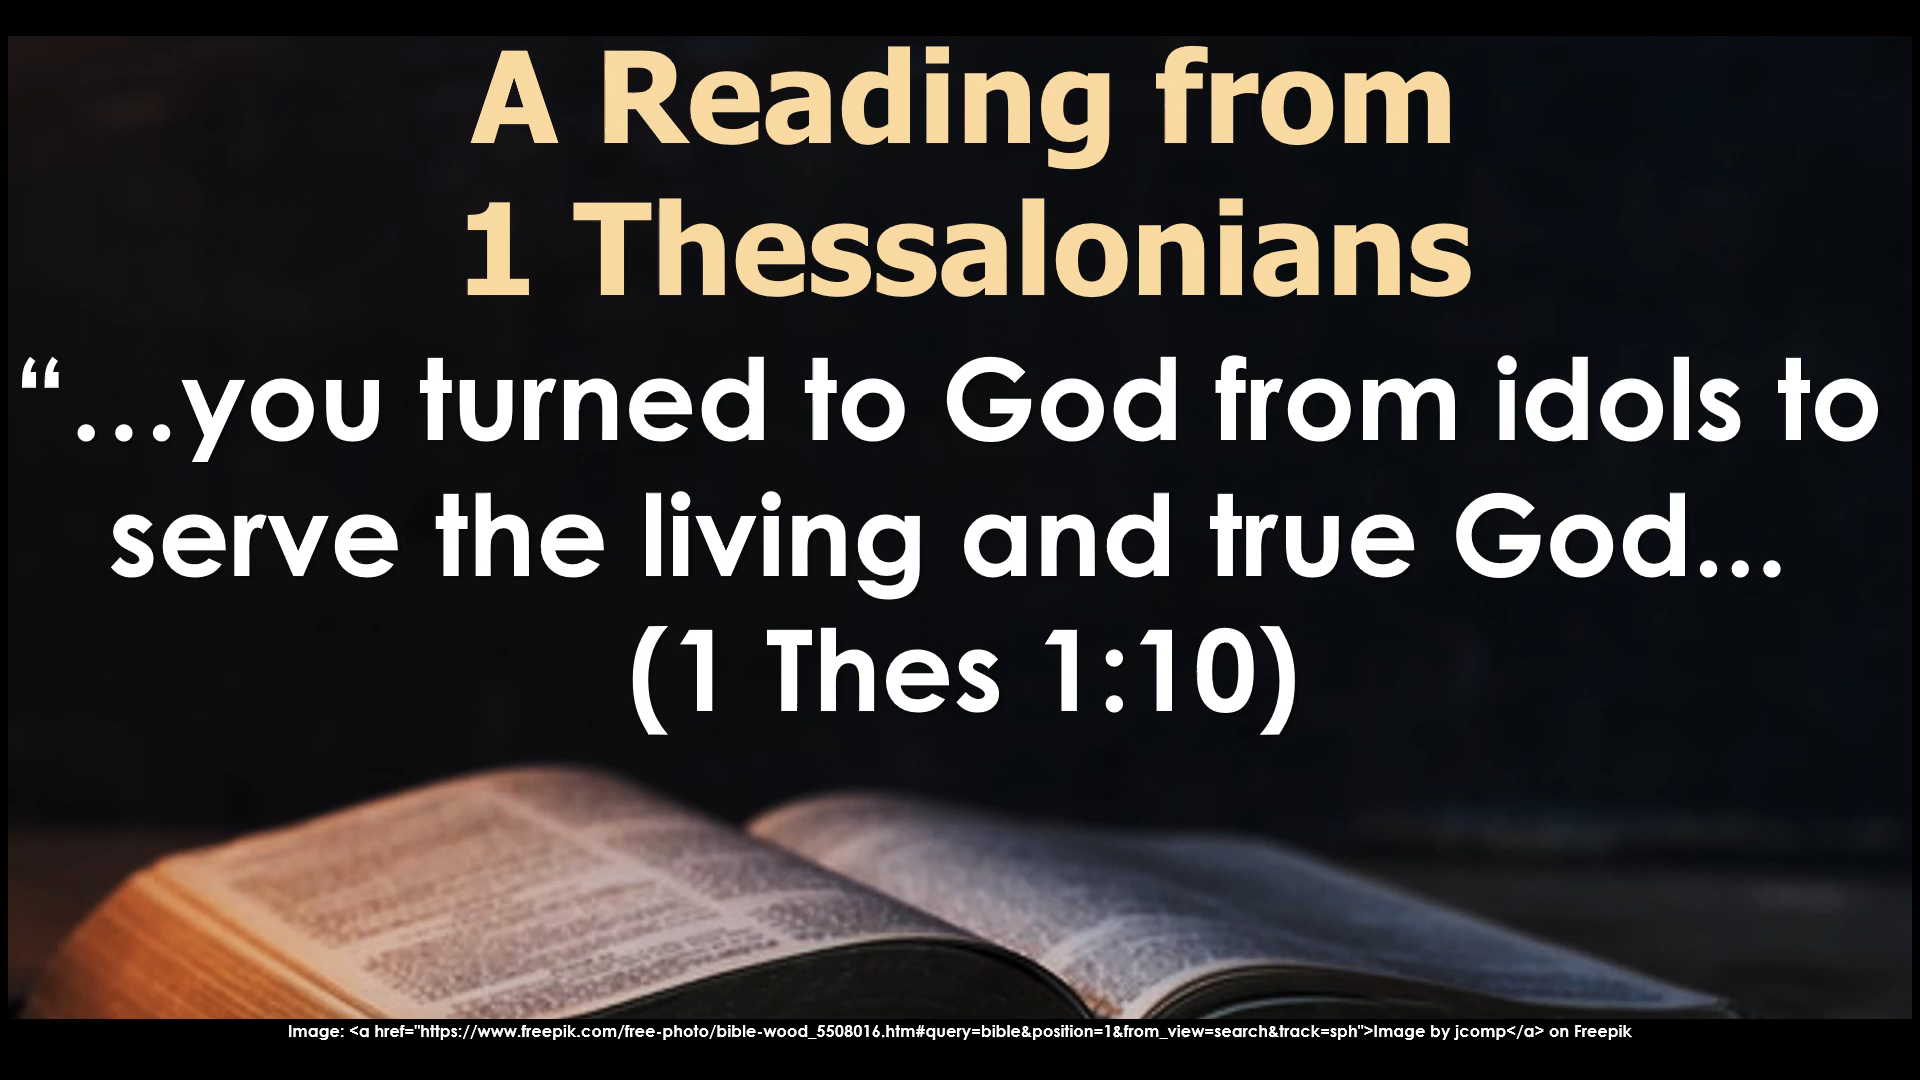 A Reading from
1 Thessalonians
“…you turned to God from idols to
serve the living and true God...
(1 Thes 1:10)
Image: <a href="https://www.freepik.com/free-photo/bible-wood_5508016.htm#query=bible&position=1&from_view=search&track=sph">Image by jcomp</a> on Freepik